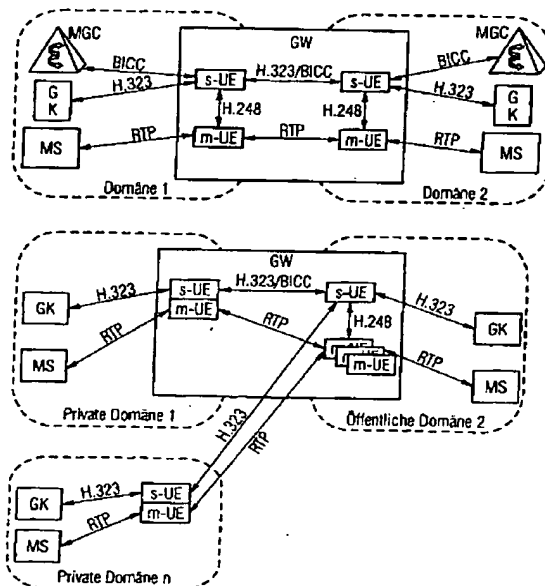 MGC
GW
MGC
BICC
s-UE
H.323/BICC
s-UE
BICC
G
K
H.323
H.248
H.248
H.323
G
K
MS
RTP
m-UE
RTP
m-UE
RTP
MS
Domäne 1
Domäne 2
GW
GK
H.323
s-UE
H.323/BICC
s-UE
H.323
GK
m-UE
H.248
MS
RTP
RTP
m-UE
RTP
MS
Private Domäne 1
Öffentliche Domäne 2
H.323
RTP
GK
H.323
s-UE
m-UE
MS
RTP
Private Domäne n